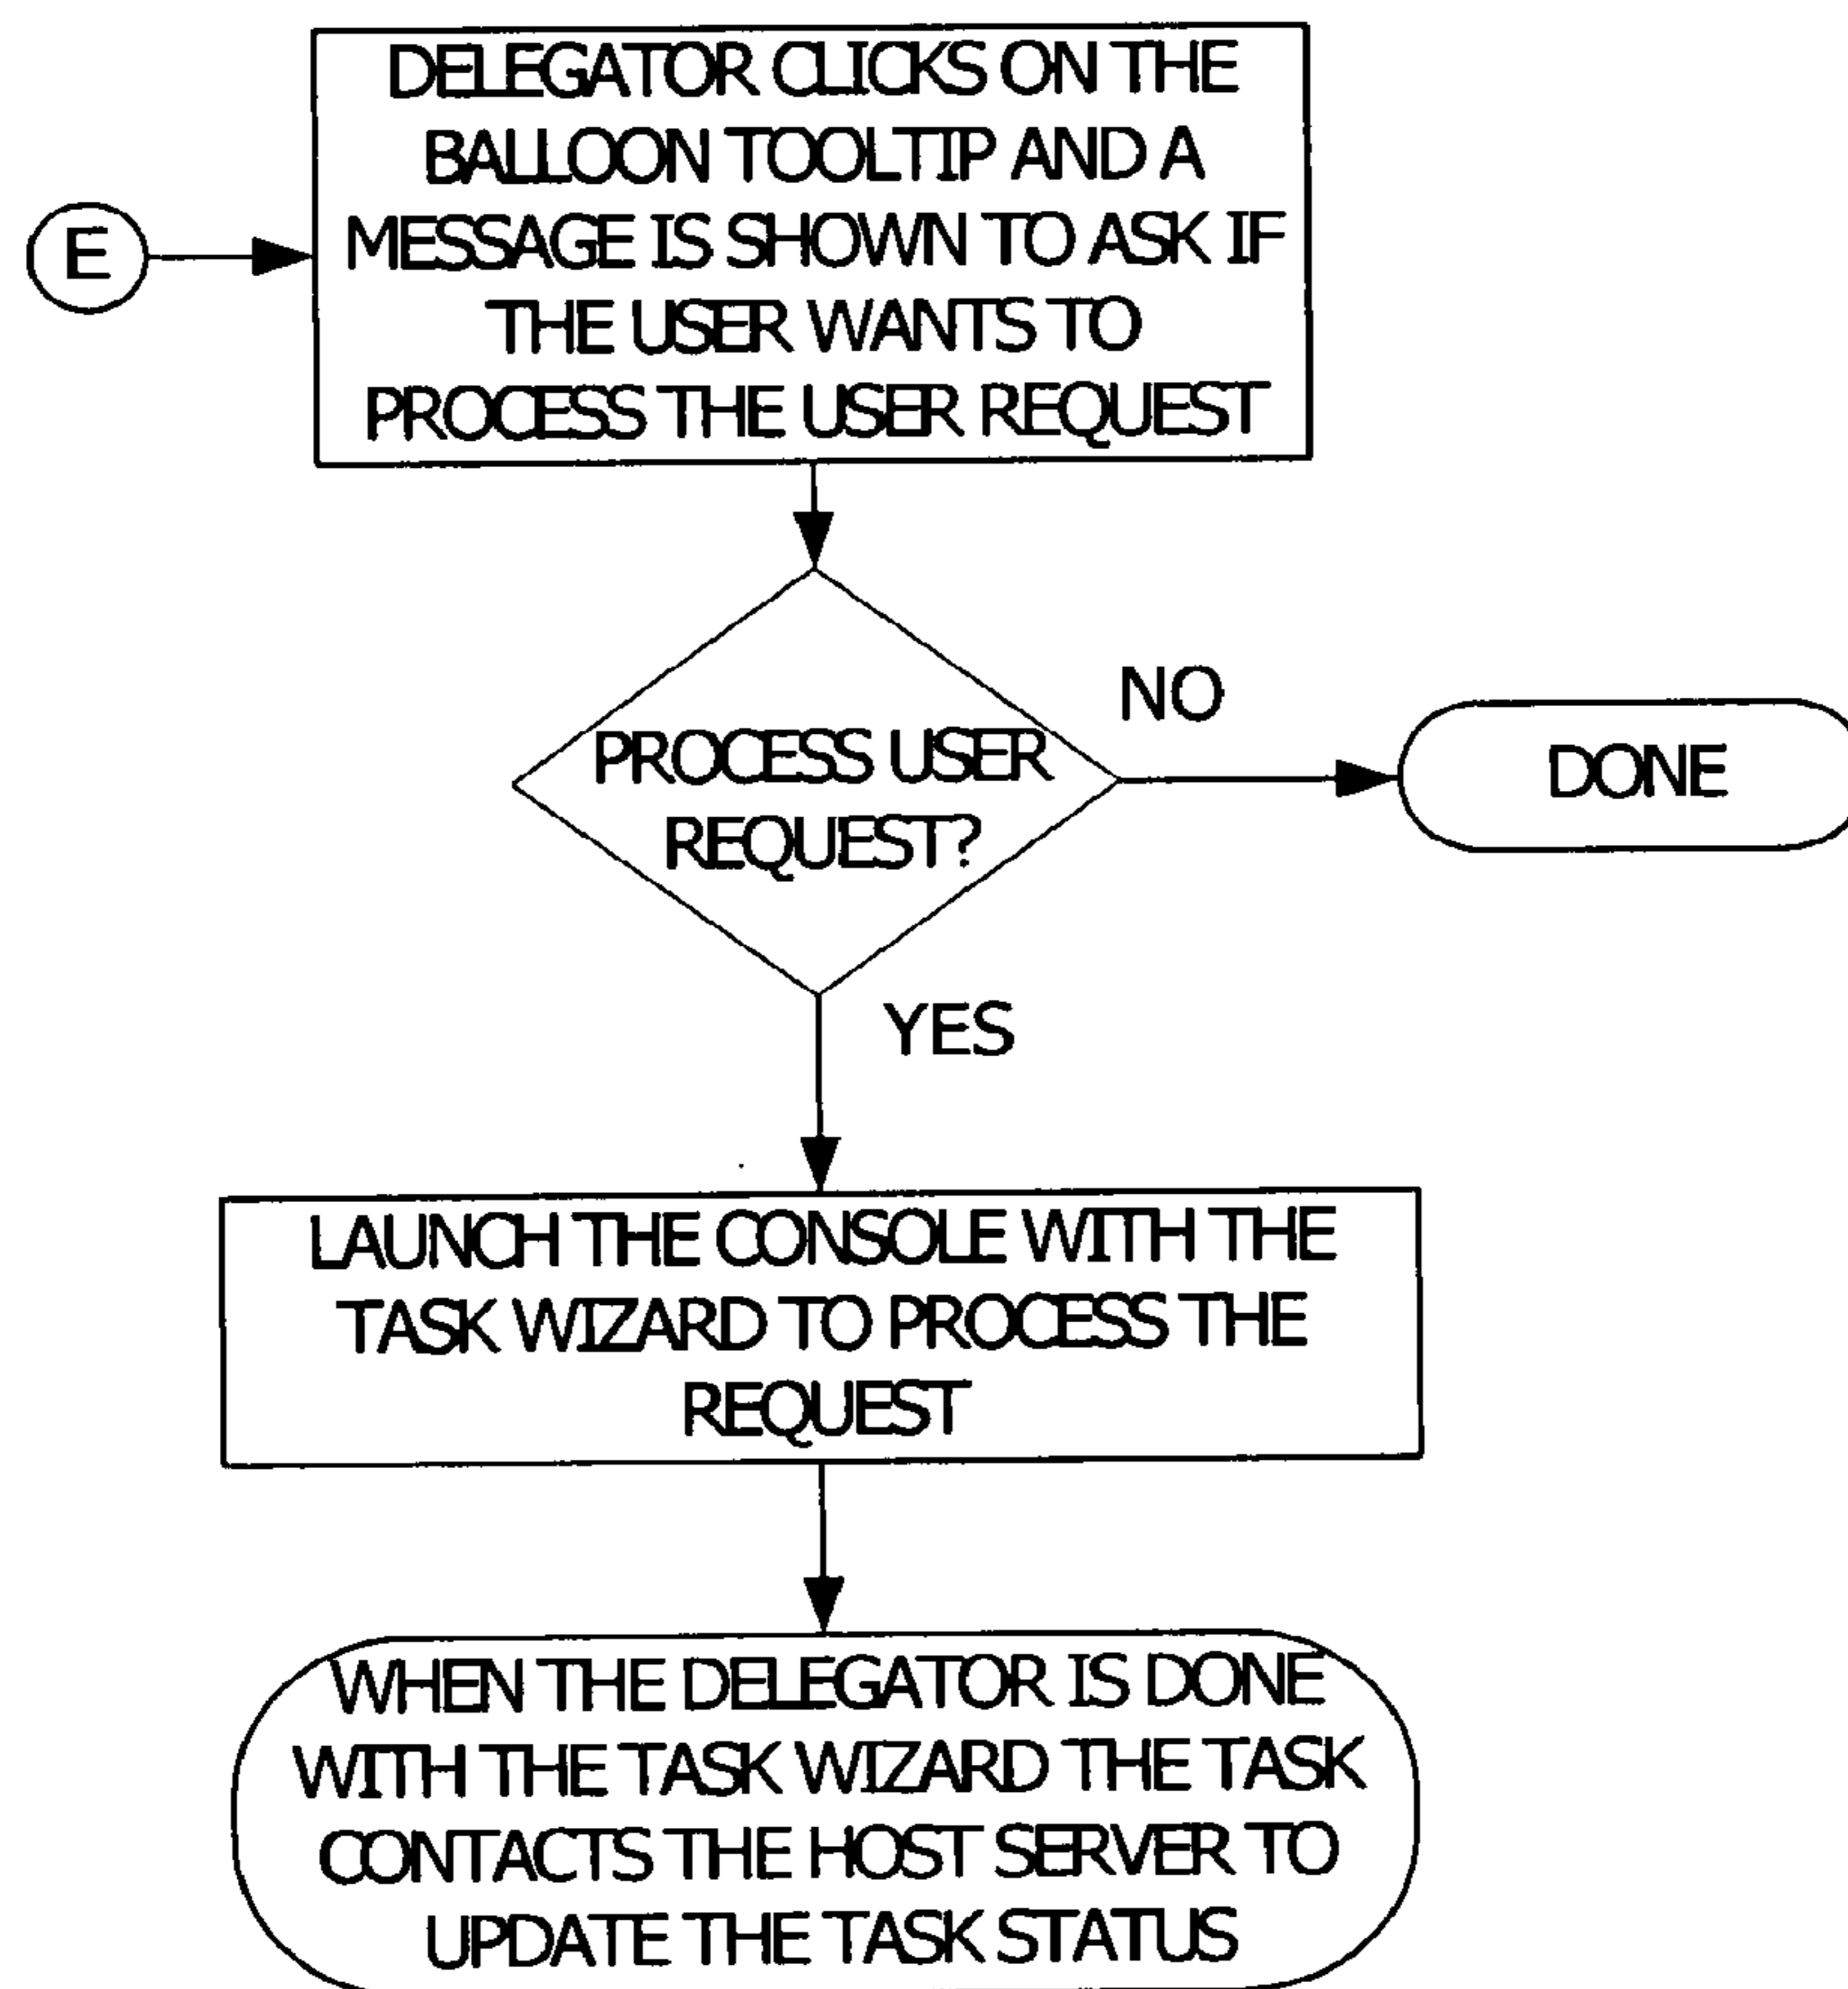 DELEGATOR CLICKS ON THE
BALLOON TOOLTIP AND A
MESSAGE IS SHOWN TO ASK IF
THE USER WANTS TO
PROCESS THE USER REQUEST
E
PROCESS USER
REQUEST?
NO
DONE
YES
LAUNCH THE CONSOLE WITH THE
TASK WIZARD TO PROCESS THE
REQUEST
WHEN THE DELEGATOR IS DONE
WITH THE TASK WIZARD THE TASK
CONTACTS THE HOST SERVER TO
UPDATE THE TASK STATUS